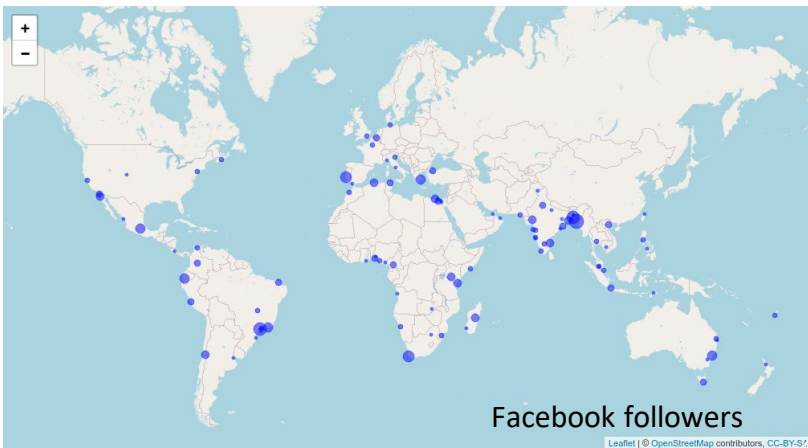 +
−
Facebook followers
Leaflet | © OpenStreetMap contributors, CC-BY-SA